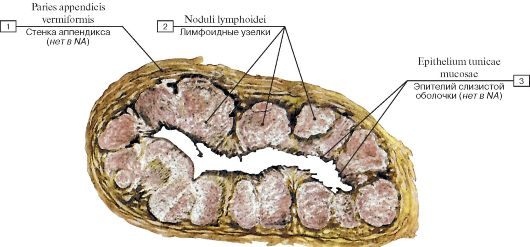 Paries appendicis
vermiformis
1
Стенка аппендикса
(нет в NA)
Noduli lymphoidei
2
Лимфоидные узелки
Epithelium tunicae
mucosae
3
Эпителий слизистой
оболочки (нет в NA)